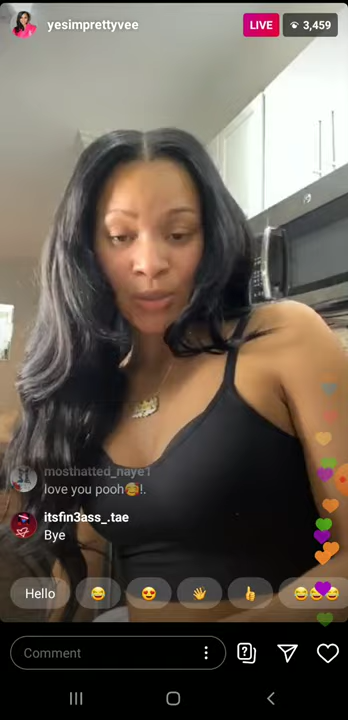 yesimprettyvee
LIVE
3,459
mosthatted_naye1
love you pooh🥰!.
itsfin3ass_.tae
Bye
Hello
Comment